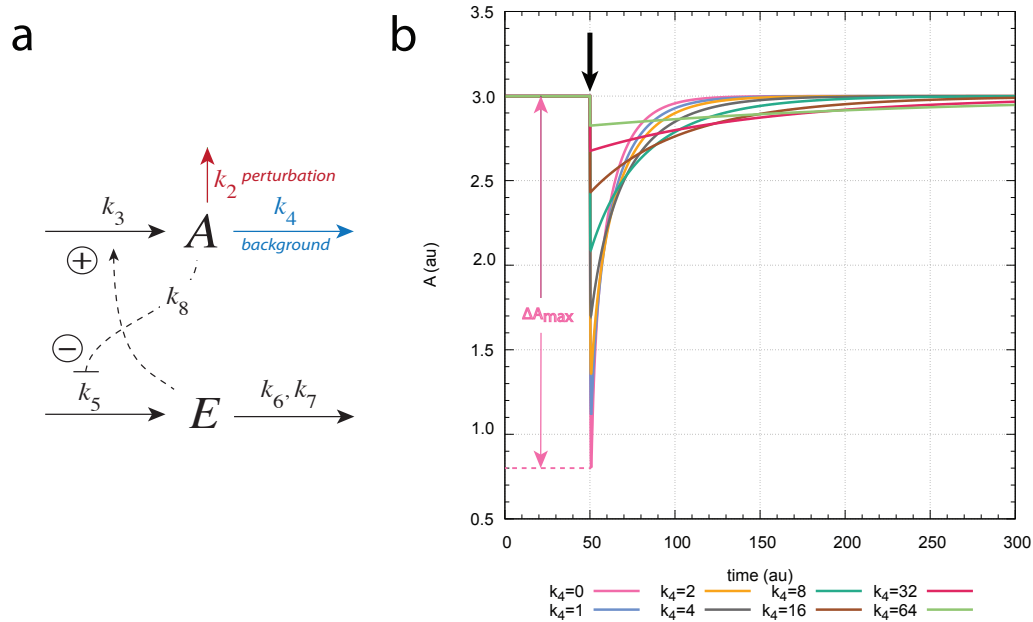 a
k2 perturbation
k3
A
k4
background
+
k8
−
k5
E
k6, k7
b
A (au)
3.5
3.0
2.5
2.0
1.5
1.0
0.5
ΔAmax
0
50
100
150
200
250
300
time (au)
k4=0
k4=2
k4=8
k4=32
k4=1
k4=4
k4=16
k4=64